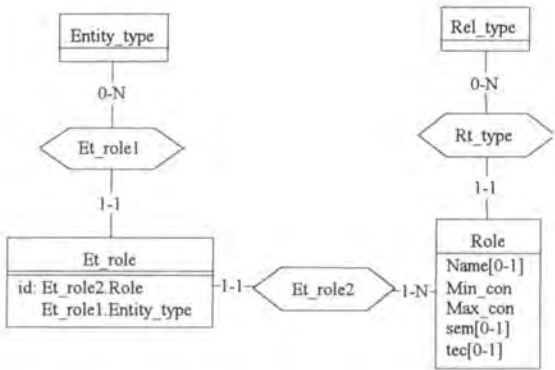 Entity_type
Rel_type
0-N
0-N
Et_role1
Rt_type
1-1
1-1
Et_role
id: Et_role2.Role
Et_role1.Entity_type
1-1
Et_role2
1-N
Role
Name[0-1]
Min_con
Max_con
sem[0-1]
tec[0-1]